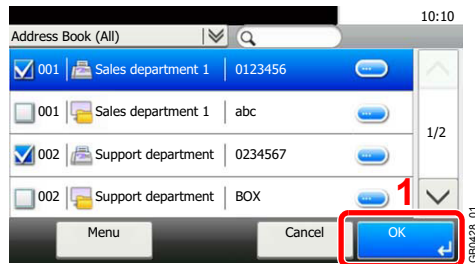 10:10
Address Book (All)
001 Sales department 1 0123456
001 Sales department 1 abc
1/2
002 Support department 0234567
002 Support department BOX
1
Menu Cancel OK
GB0428_01